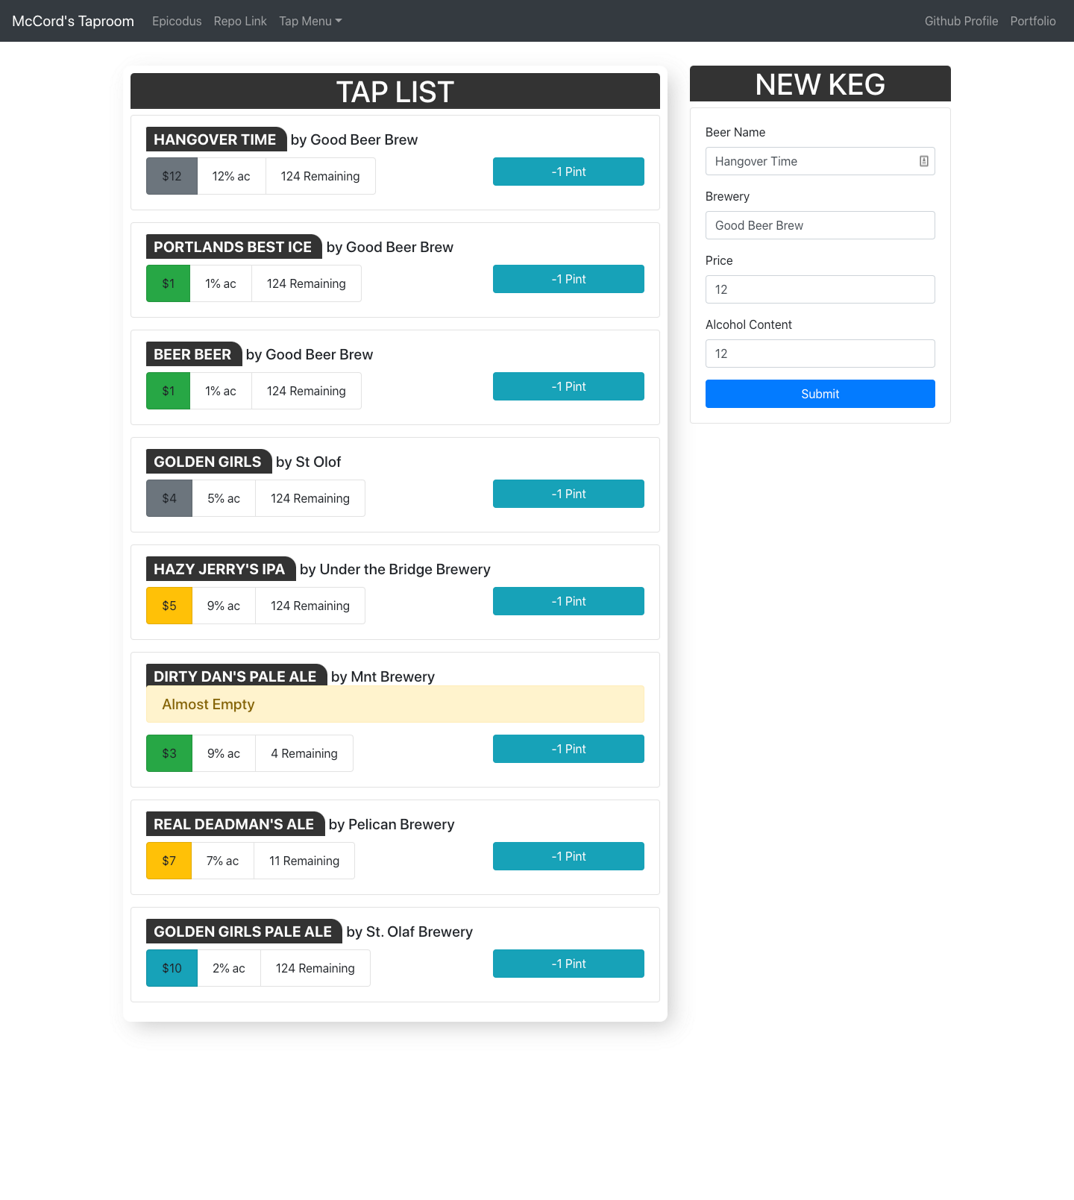 McCord's Taproom Epicodus Repo Link Tap Menu Github Profile Portfolio
TAP LIST
HANGOVER TIME by Good Beer Brew
$12 12% ac 124 Remaining -1 Pint
PORTLANDS BEST ICE by Good Beer Brew
$1 1% ac 124 Remaining -1 Pint
BEER BEER by Good Beer Brew
$1 1% ac 124 Remaining -1 Pint
GOLDEN GIRLS by St Olof
$4 5% ac 124 Remaining -1 Pint
HAZY JERRY'S IPA by Under the Bridge Brewery
$5 9% ac 124 Remaining -1 Pint
DIRTY DAN'S PALE ALE by Mnt Brewery
Almost Empty
$3 9% ac 4 Remaining -1 Pint
REAL DEADMAN'S ALE by Pelican Brewery
$7 7% ac 11 Remaining -1 Pint
GOLDEN GIRLS PALE ALE by St. Olaf Brewery
$10 2% ac 124 Remaining -1 Pint
NEW KEG
Beer Name
Hangover Time
Brewery
Good Beer Brew
Price
12
Alcohol Content
12
Submit